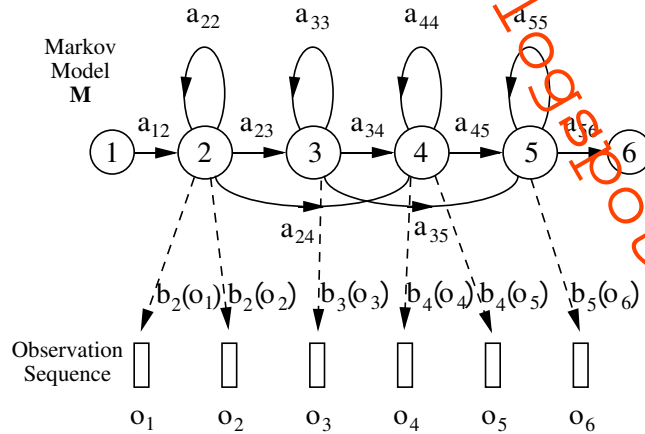 a₂₂ a₃₃ a₄₄ a₅₅
Markov
Model
M
a₁₂ a₂₃ a₃₄ a₄₅ a₅₆
1 2 3 4 5 6
a₂₄ a₃₅
b₂(o₁) b₂(o₂) b₃(o₃) b₄(o₄) b₄(o₅) b₅(o₆)
Observation
Sequence
o₁ o₂ o₃ o₄ o₅ o₆